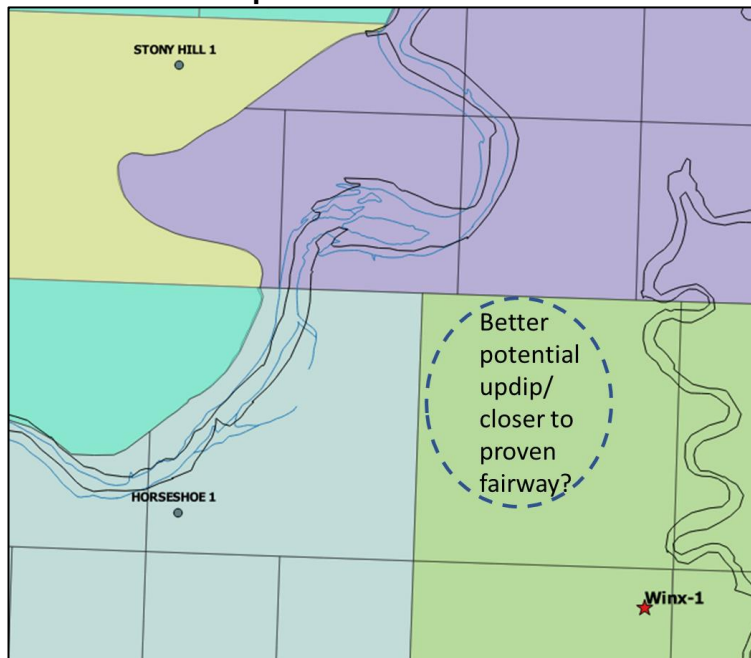 STONY HILL 1
Better
potential
updip/
closer to
proven
fairway?
HORSESHOE 1
Winx-1